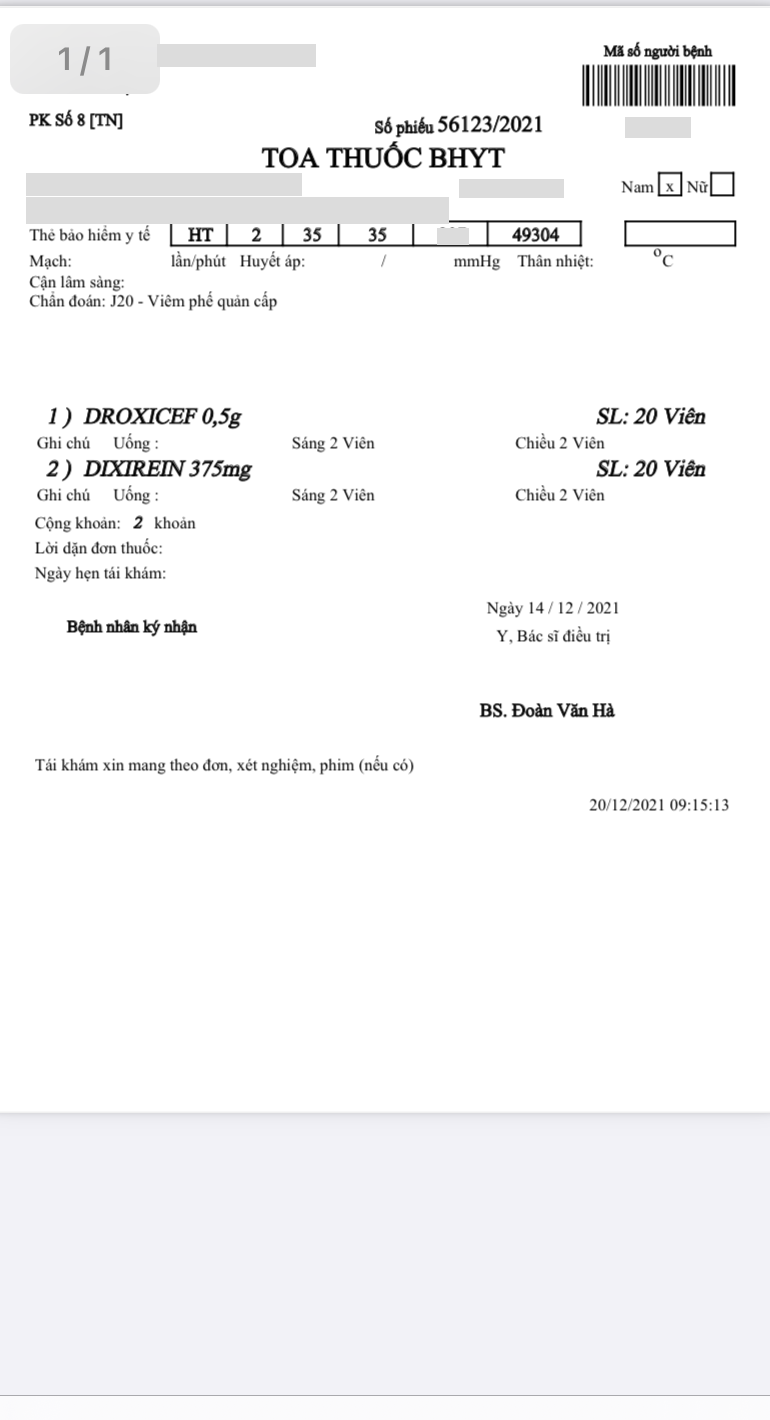 1/1
Mã số người bệnh
PK Số 8 [TN]
Số phiếu 56123/2021
TOA THUỐC BHYT
Nam x Nữ
Thẻ bảo hiểm y tế HT 2 35 35 49304
Mạch: lần/phút Huyết áp: / mmHg Thân nhiệt: °C
Cận lâm sàng:
Chẩn đoán: J20 - Viêm phế quản cấp
1 ) DROXICEF 0,5g SL: 20 Viên
Ghi chú Uống : Sáng 2 Viên Chiều 2 Viên
2 ) DIXIREIN 375mg SL: 20 Viên
Ghi chú Uống : Sáng 2 Viên Chiều 2 Viên
Cộng khoản: 2 khoản
Lời dặn đơn thuốc:
Ngày hẹn tái khám:
Ngày 14 / 12 / 2021
Bệnh nhân ký nhận
Y, Bác sĩ điều trị
BS. Đoàn Văn Hà
Tái khám xin mang theo đơn, xét nghiệm, phim (nếu có)
20/12/2021 09:15:13